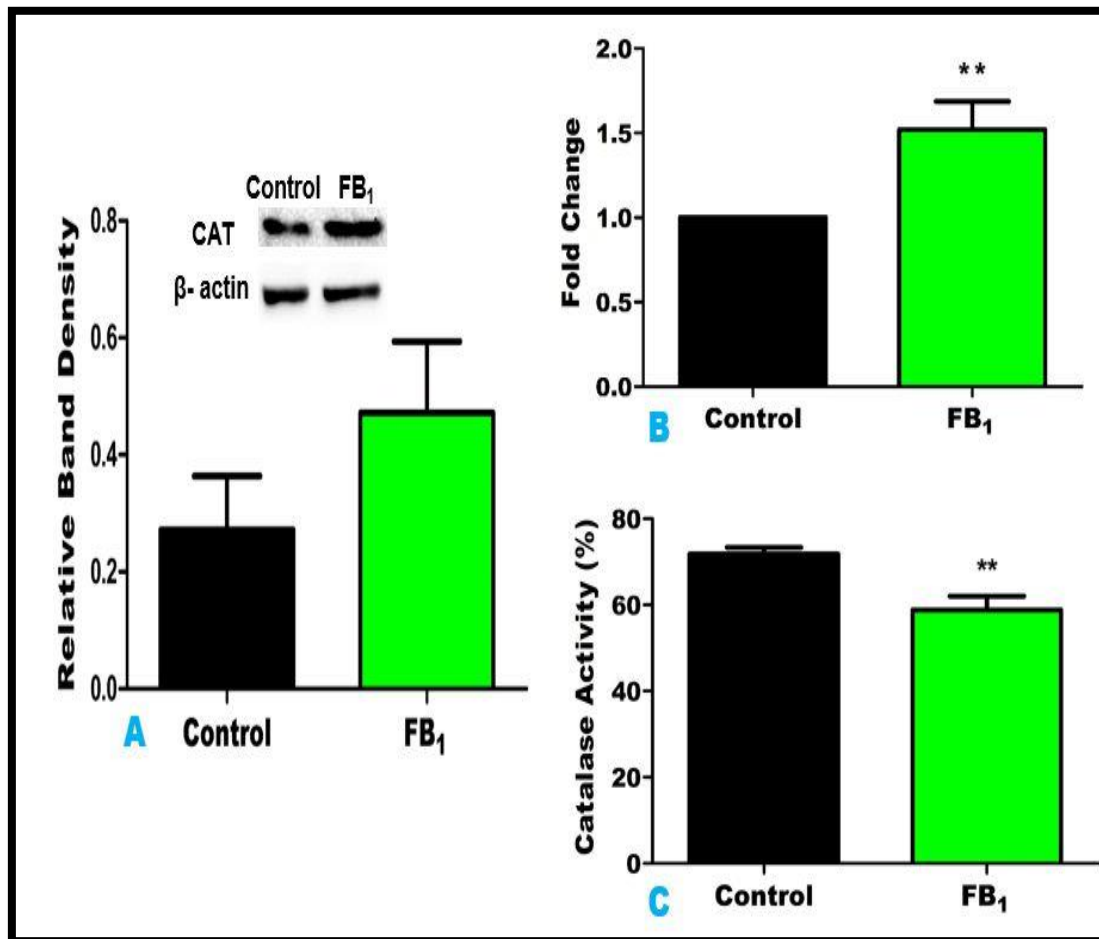 Control FB₁
CAT
β- actin
Relative Band Density
0.8
0.6
0.4
0.2
0.0
A
Control FB₁
Fold Change
2.0
1.5
1.0
0.5
0.0
**
B
Control FB₁
Catalase Activity (%)
80
60
40
20
0
**
C
Control FB₁